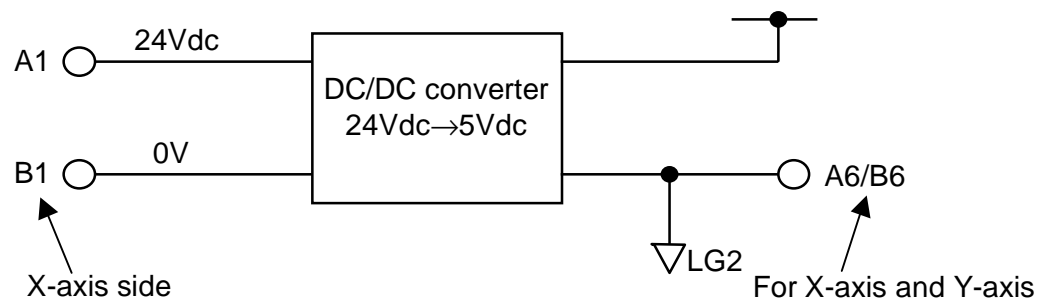 24Vdc
A1
DC/DC converter
24Vdc→5Vdc
0V
B1
A6/B6
LG2
X-axis side
For X-axis and Y-axis